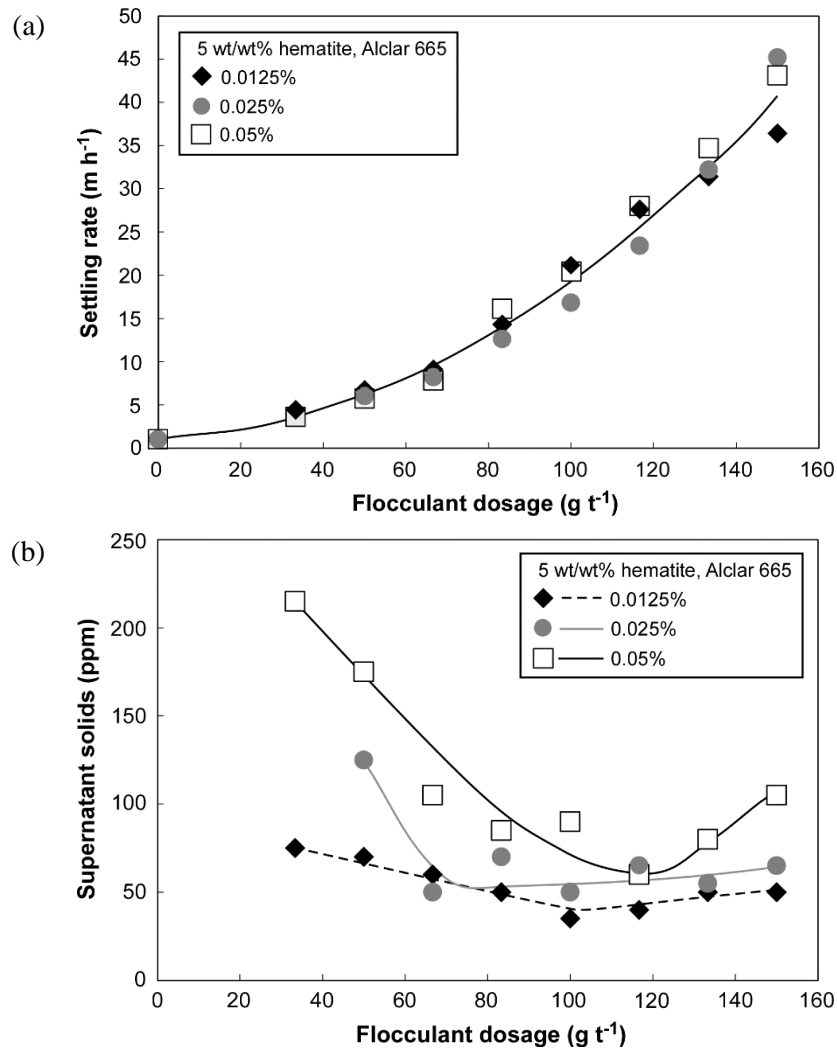 (a)
50
45
40
35
30
25
20
15
10
5
0
Settling rate (m h⁻¹)
5 wt/wt% hematite, Alclar 665
0.0125%
0.025%
0.05%
0 20 40 60 80 100 120 140 160
Flocculant dosage (g t⁻¹)
(b)
250
200
150
100
50
0
Supernatant solids (ppm)
5 wt/wt% hematite, Alclar 665
0.0125%
0.025%
0.05%
0 20 40 60 80 100 120 140 160
Flocculant dosage (g t⁻¹)